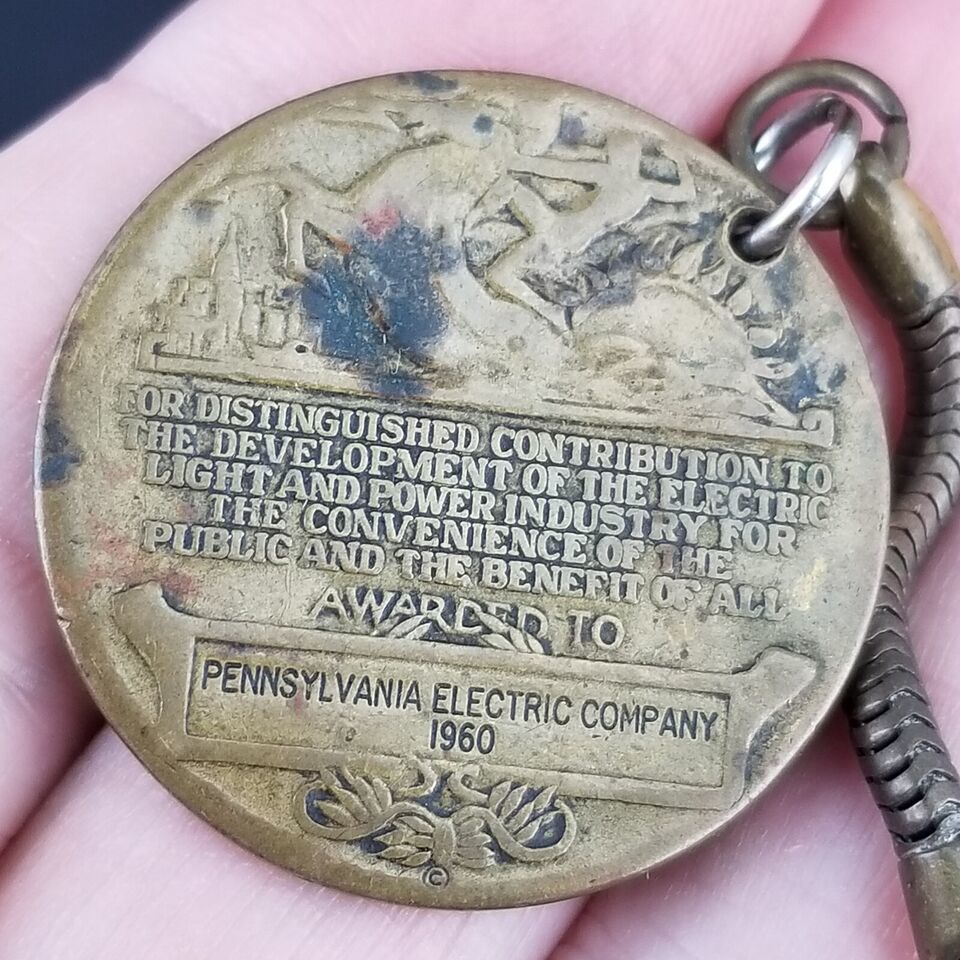 FOR DISTINGUISHED CONTRIBUTION TO
THE DEVELOPMENT OF THE ELECTRIC
LIGHT AND POWER INDUSTRY FOR
THE CONVENIENCE OF THE
PUBLIC AND THE BENEFIT OF ALL
AWARDED TO
PENNSYLVANIA ELECTRIC COMPANY
1960
©